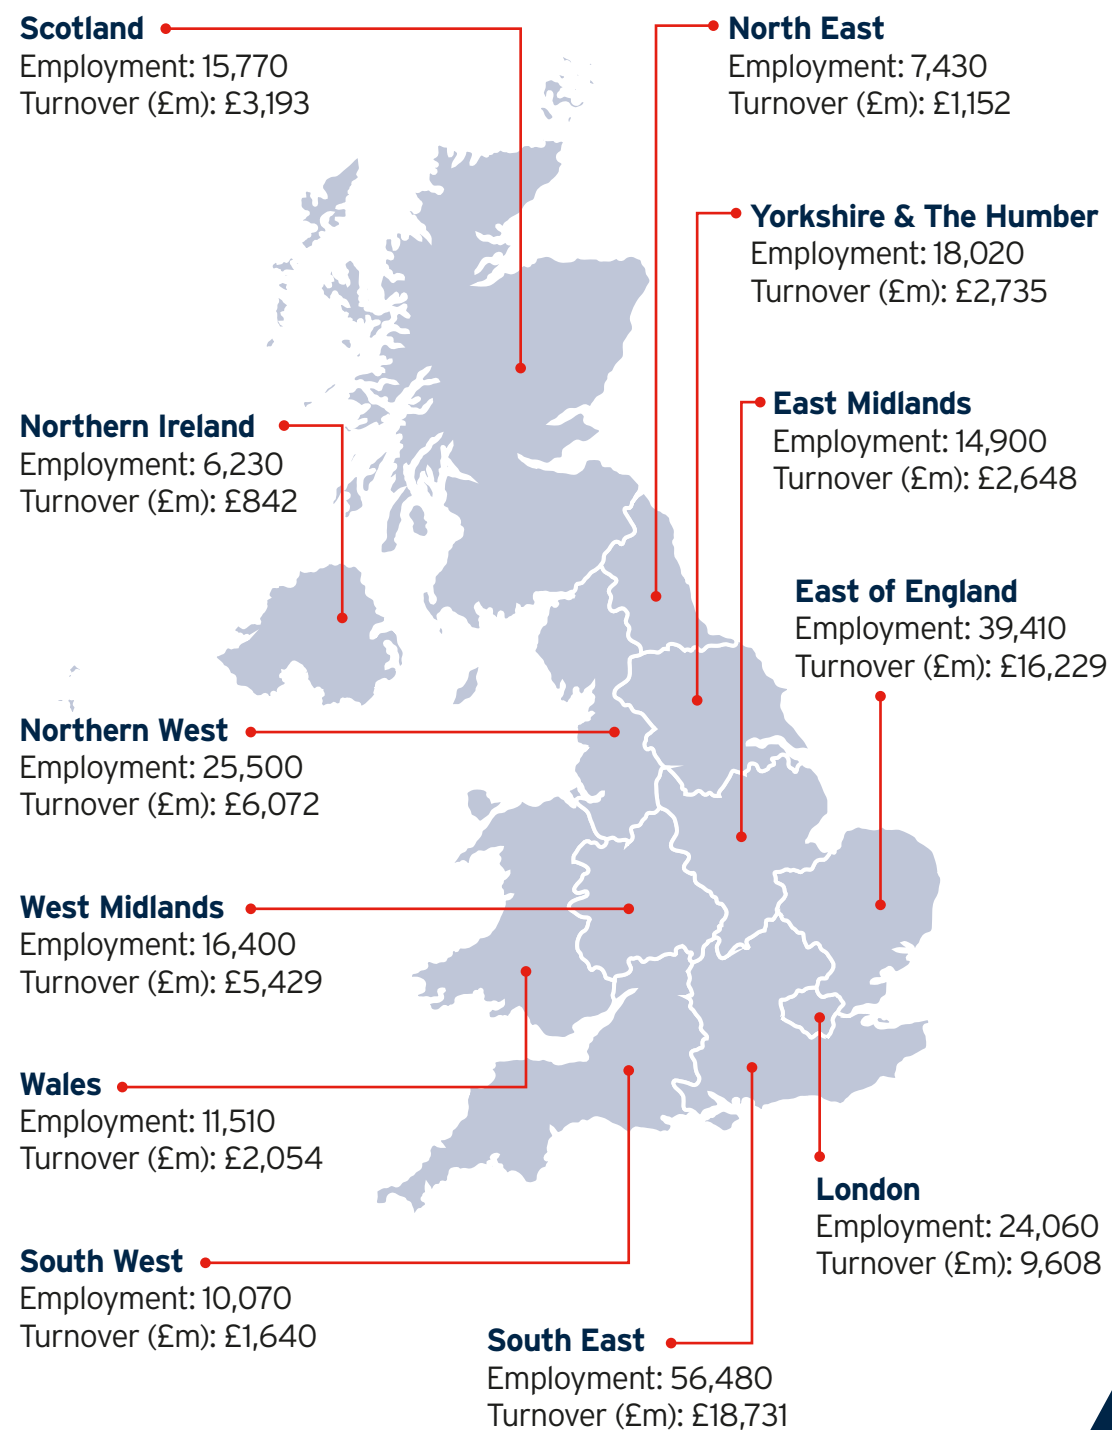 Scotland
Employment: 15,770
Turnover (£m): £3,193
North East
Employment: 7,430
Turnover (£m): £1,152
Yorkshire & The Humber
Employment: 18,020
Turnover (£m): £2,735
East Midlands
Employment: 14,900
Turnover (£m): £2,648
Northern Ireland
Employment: 6,230
Turnover (£m): £842
East of England
Employment: 39,410
Turnover (£m): £16,229
Northern West
Employment: 25,500
Turnover (£m): £6,072
West Midlands
Employment: 16,400
Turnover (£m): £5,429
Wales
Employment: 11,510
Turnover (£m): £2,054
London
Employment: 24,060
Turnover (£m): 9,608
South West
Employment: 10,070
Turnover (£m): £1,640
South East
Employment: 56,480
Turnover (£m): £18,731